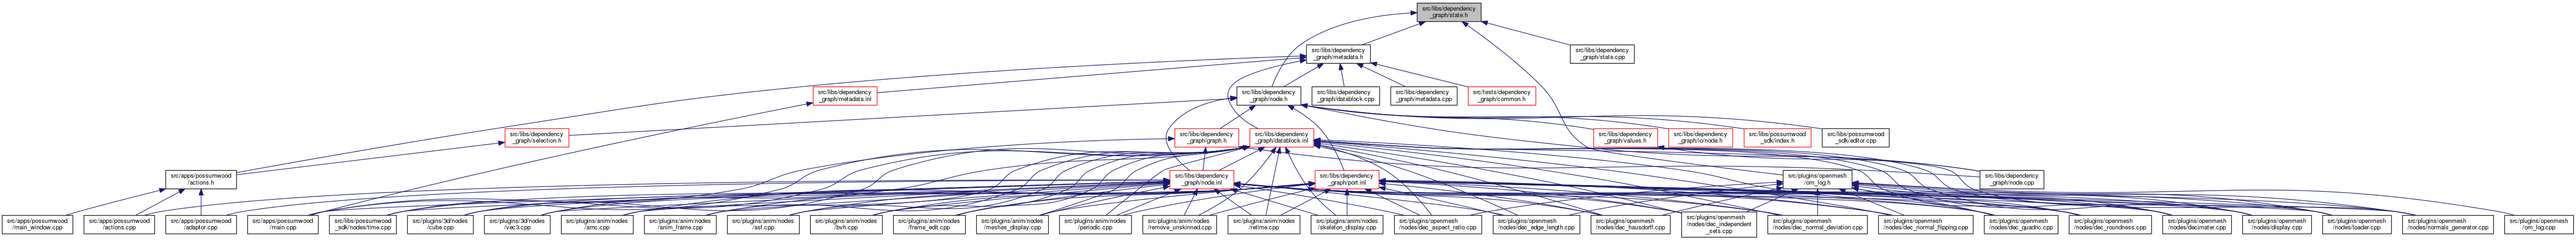 src/libs/dependency
_graph/state.h
src/libs/dependency
_graph/metadata.h
src/libs/dependency
_graph/state.cpp
src/libs/dependency
_graph/metadata.inl
src/libs/dependency
_graph/node.h
src/libs/dependency
_graph/datablock.cpp
src/libs/dependency
_graph/metadata.cpp
src/tests/dependency
_graph/common.h
src/libs/dependency
_graph/selection.h
src/libs/dependency
_graph/graph.h
src/libs/dependency
_graph/datablock.inl
src/libs/dependency
_graph/values.h
src/libs/dependency
_graph/io/node.h
src/libs/possumwood
_sdk/index.h
src/libs/possumwood
_sdk/editor.cpp
src/apps/possumwood
/actions.h
src/libs/dependency
_graph/node.inl
src/libs/dependency
_graph/port.inl
src/plugins/openmesh
/om_log.h
src/libs/dependency
_graph/node.cpp
src/apps/possumwood
/main_window.cpp
src/apps/possumwood
/actions.cpp
src/apps/possumwood
/adaptor.cpp
src/apps/possumwood
/main.cpp
src/libs/possumwood
_sdk/nodes/time.cpp
src/plugins/3d/nodes
/cube.cpp
src/plugins/3d/nodes
/vec3.cpp
src/plugins/anim/nodes
/amc.cpp
src/plugins/anim/nodes
/anim_frame.cpp
src/plugins/anim/nodes
/asf.cpp
src/plugins/anim/nodes
/bvh.cpp
src/plugins/anim/nodes
/frame_edit.cpp
src/plugins/anim/nodes
/meshes_display.cpp
src/plugins/anim/nodes
/periodic.cpp
src/plugins/anim/nodes
/remove_unskinned.cpp
src/plugins/anim/nodes
/retime.cpp
src/plugins/anim/nodes
/skeleton_display.cpp
src/plugins/openmesh
/nodes/dec_aspect_ratio.cpp
src/plugins/openmesh
/nodes/dec_edge_length.cpp
src/plugins/openmesh
/nodes/dec_hausdorff.cpp
src/plugins/openmesh
/nodes/dec_independent
_sets.cpp
src/plugins/openmesh
/nodes/dec_normal_deviation.cpp
src/plugins/openmesh
/nodes/dec_normal_flipping.cpp
src/plugins/openmesh
/nodes/dec_quadric.cpp
src/plugins/openmesh
/nodes/dec_roundness.cpp
src/plugins/openmesh
/nodes/decimater.cpp
src/plugins/openmesh
/nodes/display.cpp
src/plugins/openmesh
/nodes/loader.cpp
src/plugins/openmesh
/nodes/normals_generator.cpp
src/plugins/openmesh
/om_log.cpp